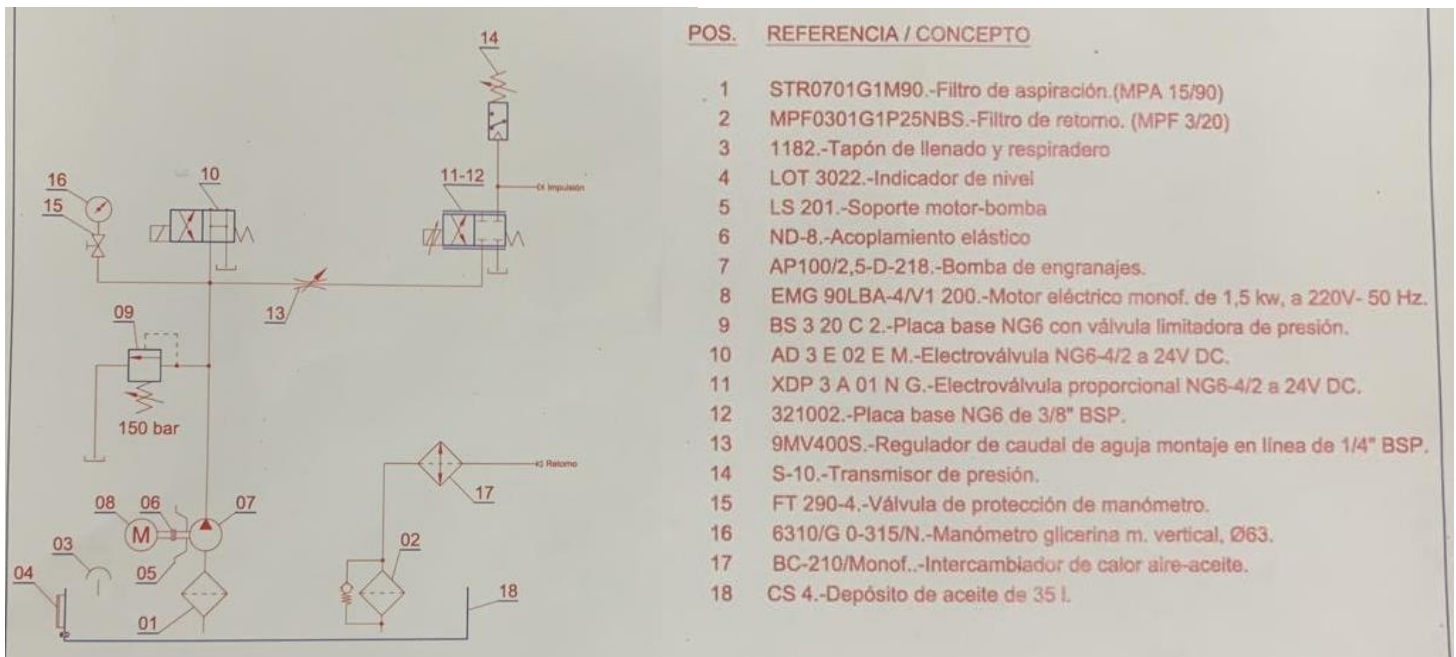 14
10
11-12
Impulsión
16
15
13
09
150 bar
Retorno
17
08
06
07
M
03
05
02
04
01
18
POS. REFERENCIA / CONCEPTO
1 STR0701G1M90.-Filtro de aspiración.(MPA 15/90)
2 MPF0301G1P25NBS.-Filtro de retorno. (MPF 3/20)
3 1182.-Tapón de llenado y respiradero
4 LOT 3022.-Indicador de nivel
5 LS 201.-Soporte motor-bomba
6 ND-8.-Acoplamiento elástico
7 AP100/2,5-D-218.-Bomba de engranajes.
8 EMG 90LBA-4/V1 200.-Motor eléctrico monof. de 1,5 kw, a 220V- 50 Hz.
9 BS 3 20 C 2.-Placa base NG6 con válvula limitadora de presión.
10 AD 3 E 02 E M.-Electroválvula NG6-4/2 a 24V DC.
11 XDP 3 A 01 N G.-Electroválvula proporcional NG6-4/2 a 24V DC.
12 321002.-Placa base NG6 de 3/8" BSP.
13 9MV400S.-Regulador de caudal de aguja montaje en línea de 1/4" BSP.
14 S-10.-Transmisor de presión.
15 FT 290-4.-Válvula de protección de manómetro.
16 6310/G 0-315/N.-Manómetro glicerina m. vertical, Ø63.
17 BC-210/Monof..-Intercambiador de calor aire-aceite.
18 CS 4.-Depósito de aceite de 35 l.